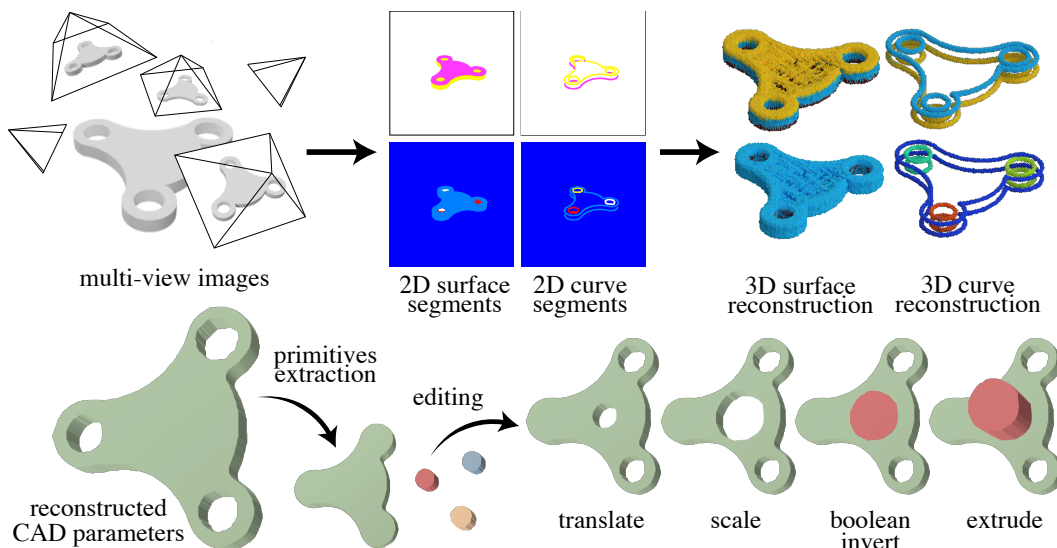 multi-view images
2D surface
segments
2D curve
segments
3D surface
reconstruction
3D curve
reconstruction
primitives
extraction
editing
reconstructed
CAD parameters
translate
scale
boolean
invert
extrude